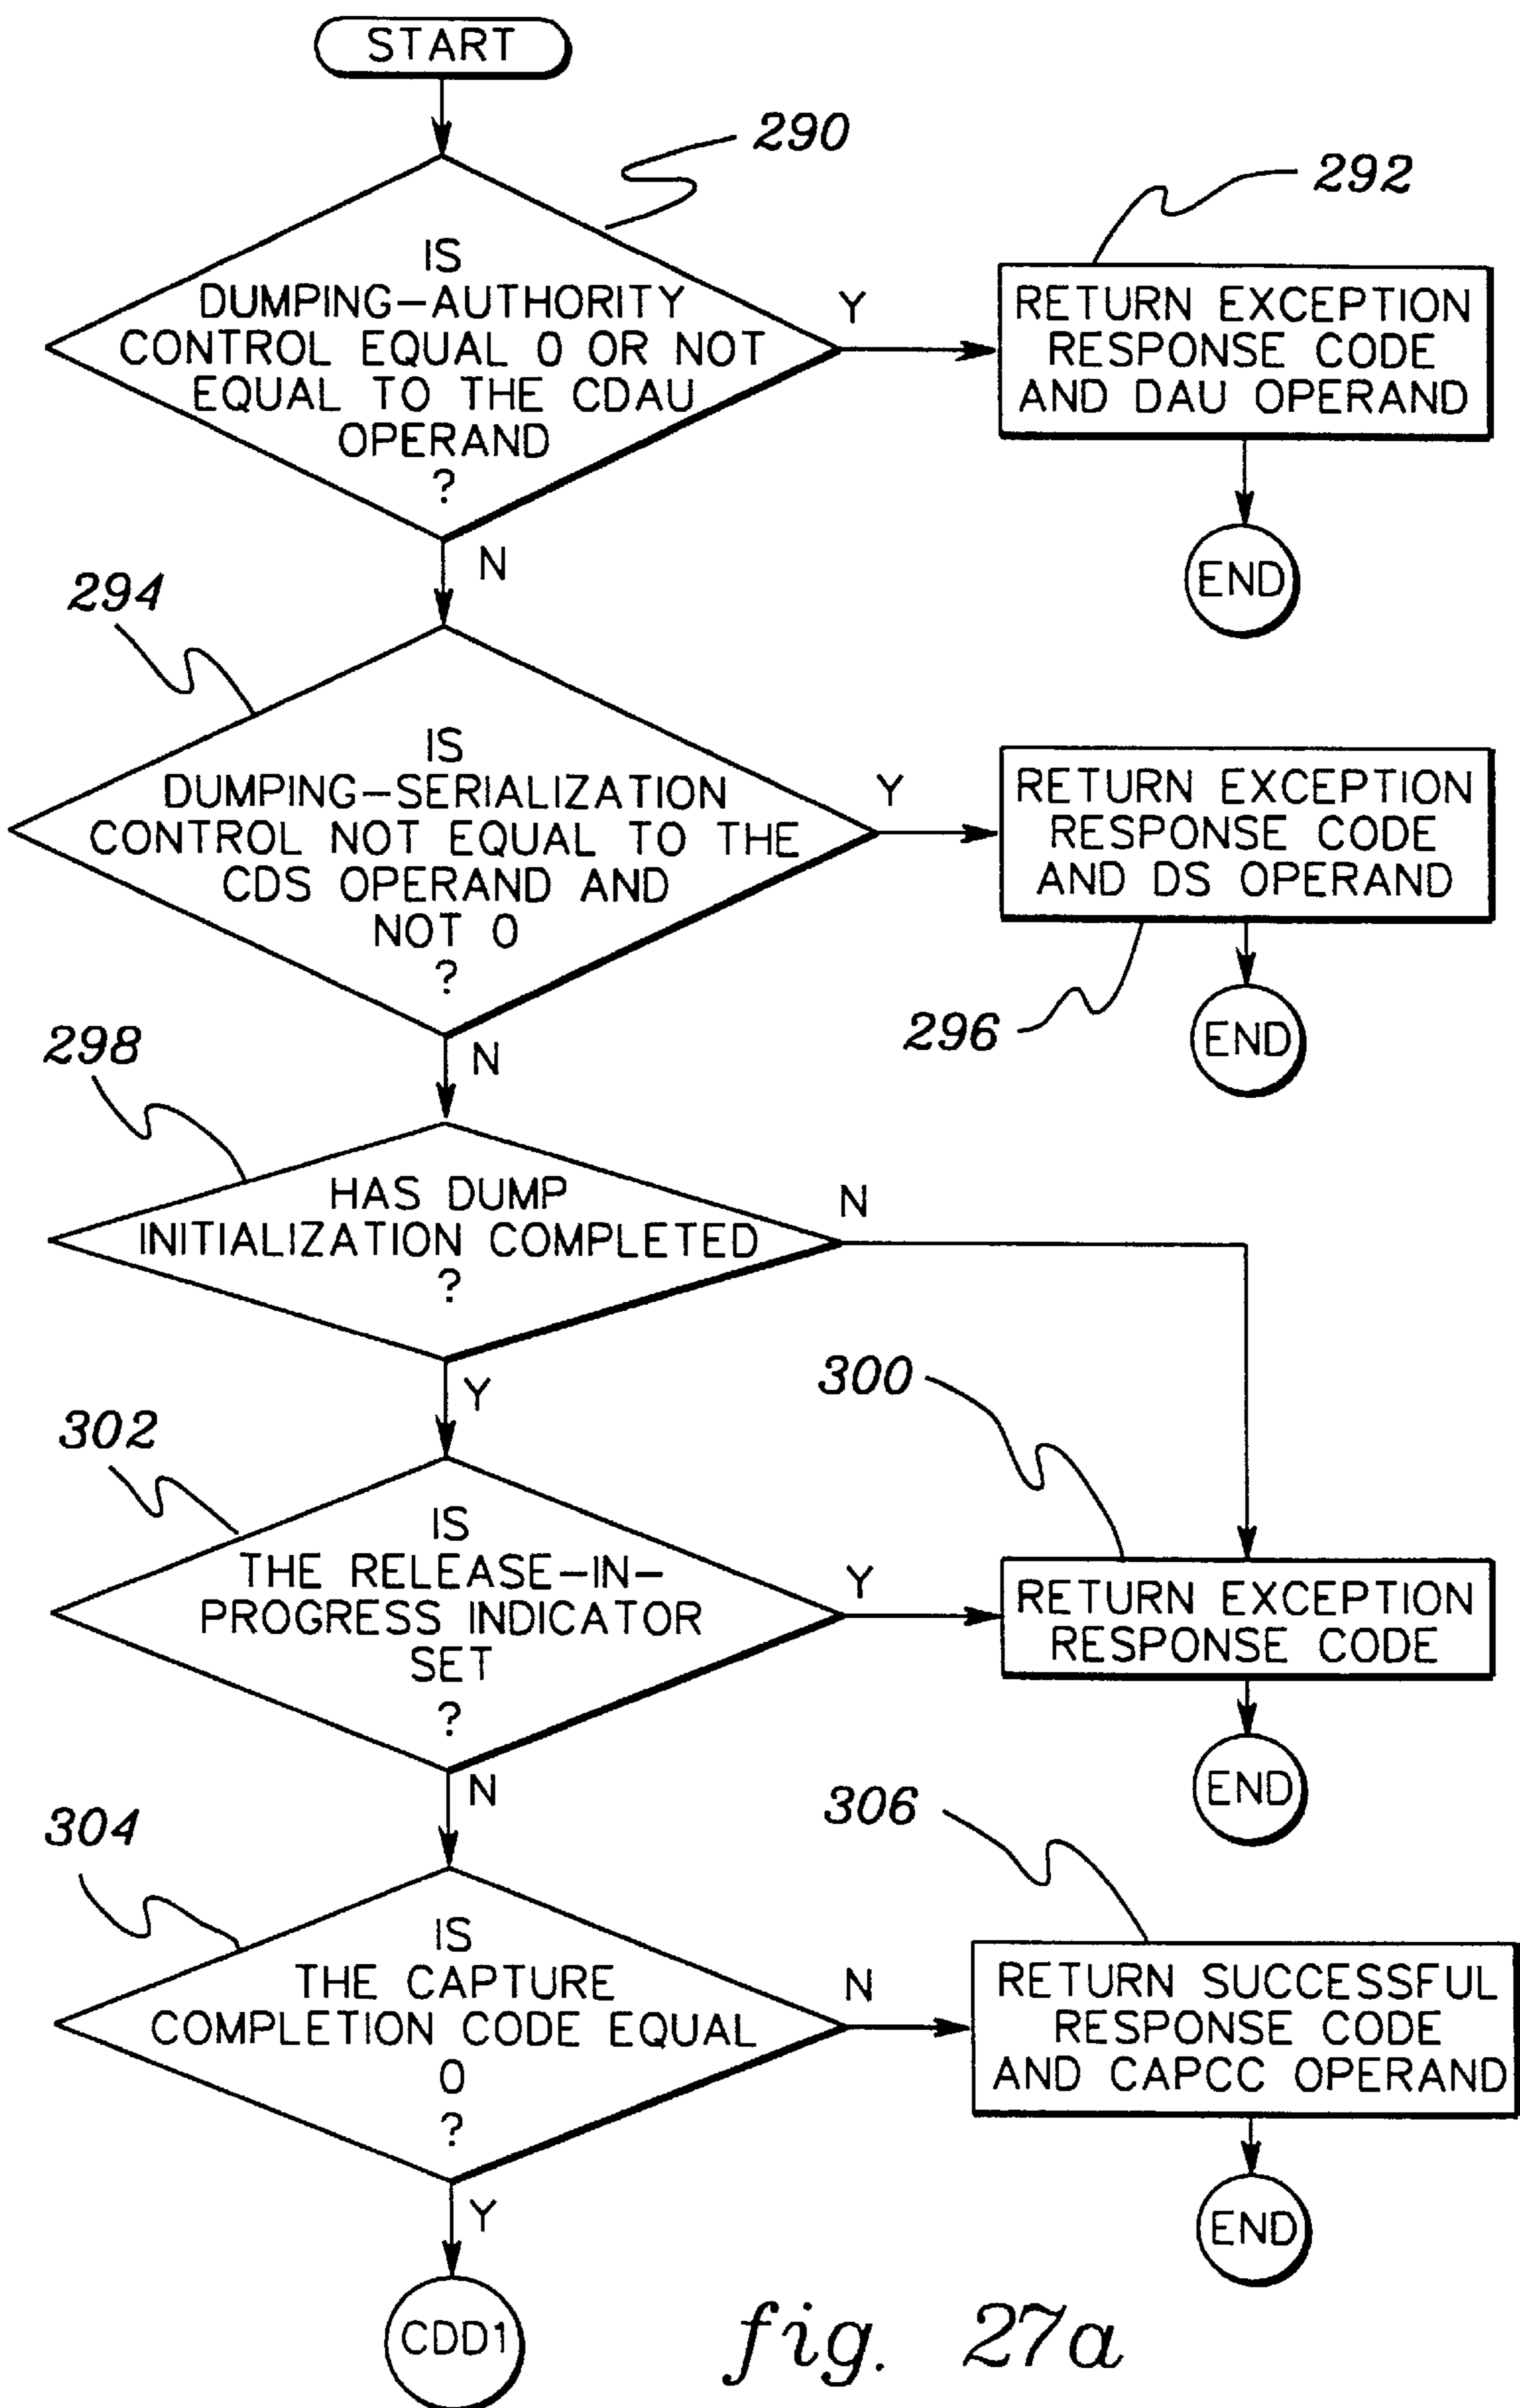 START
290
292
IS
DUMPING-AUTHORITY
CONTROL EQUAL 0 OR NOT
EQUAL TO THE CDAU
OPERAND
?
Y
RETURN EXCEPTION
RESPONSE CODE
AND DAU OPERAND
END
N
294
IS
DUMPING-SERIALIZATION
CONTROL NOT EQUAL TO THE
CDS OPERAND AND
NOT 0
?
Y
RETURN EXCEPTION
RESPONSE CODE
AND DS OPERAND
296
END
N
298
HAS DUMP
INITIALIZATION COMPLETED
?
N
Y
300
302
IS
THE RELEASE-IN-
PROGRESS INDICATOR
SET
?
Y
RETURN EXCEPTION
RESPONSE CODE
END
N
304
306
IS
THE CAPTURE
COMPLETION CODE EQUAL
0
?
N
RETURN SUCCESSFUL
RESPONSE CODE
AND CAPCC OPERAND
END
Y
CDD1
fig. 27a